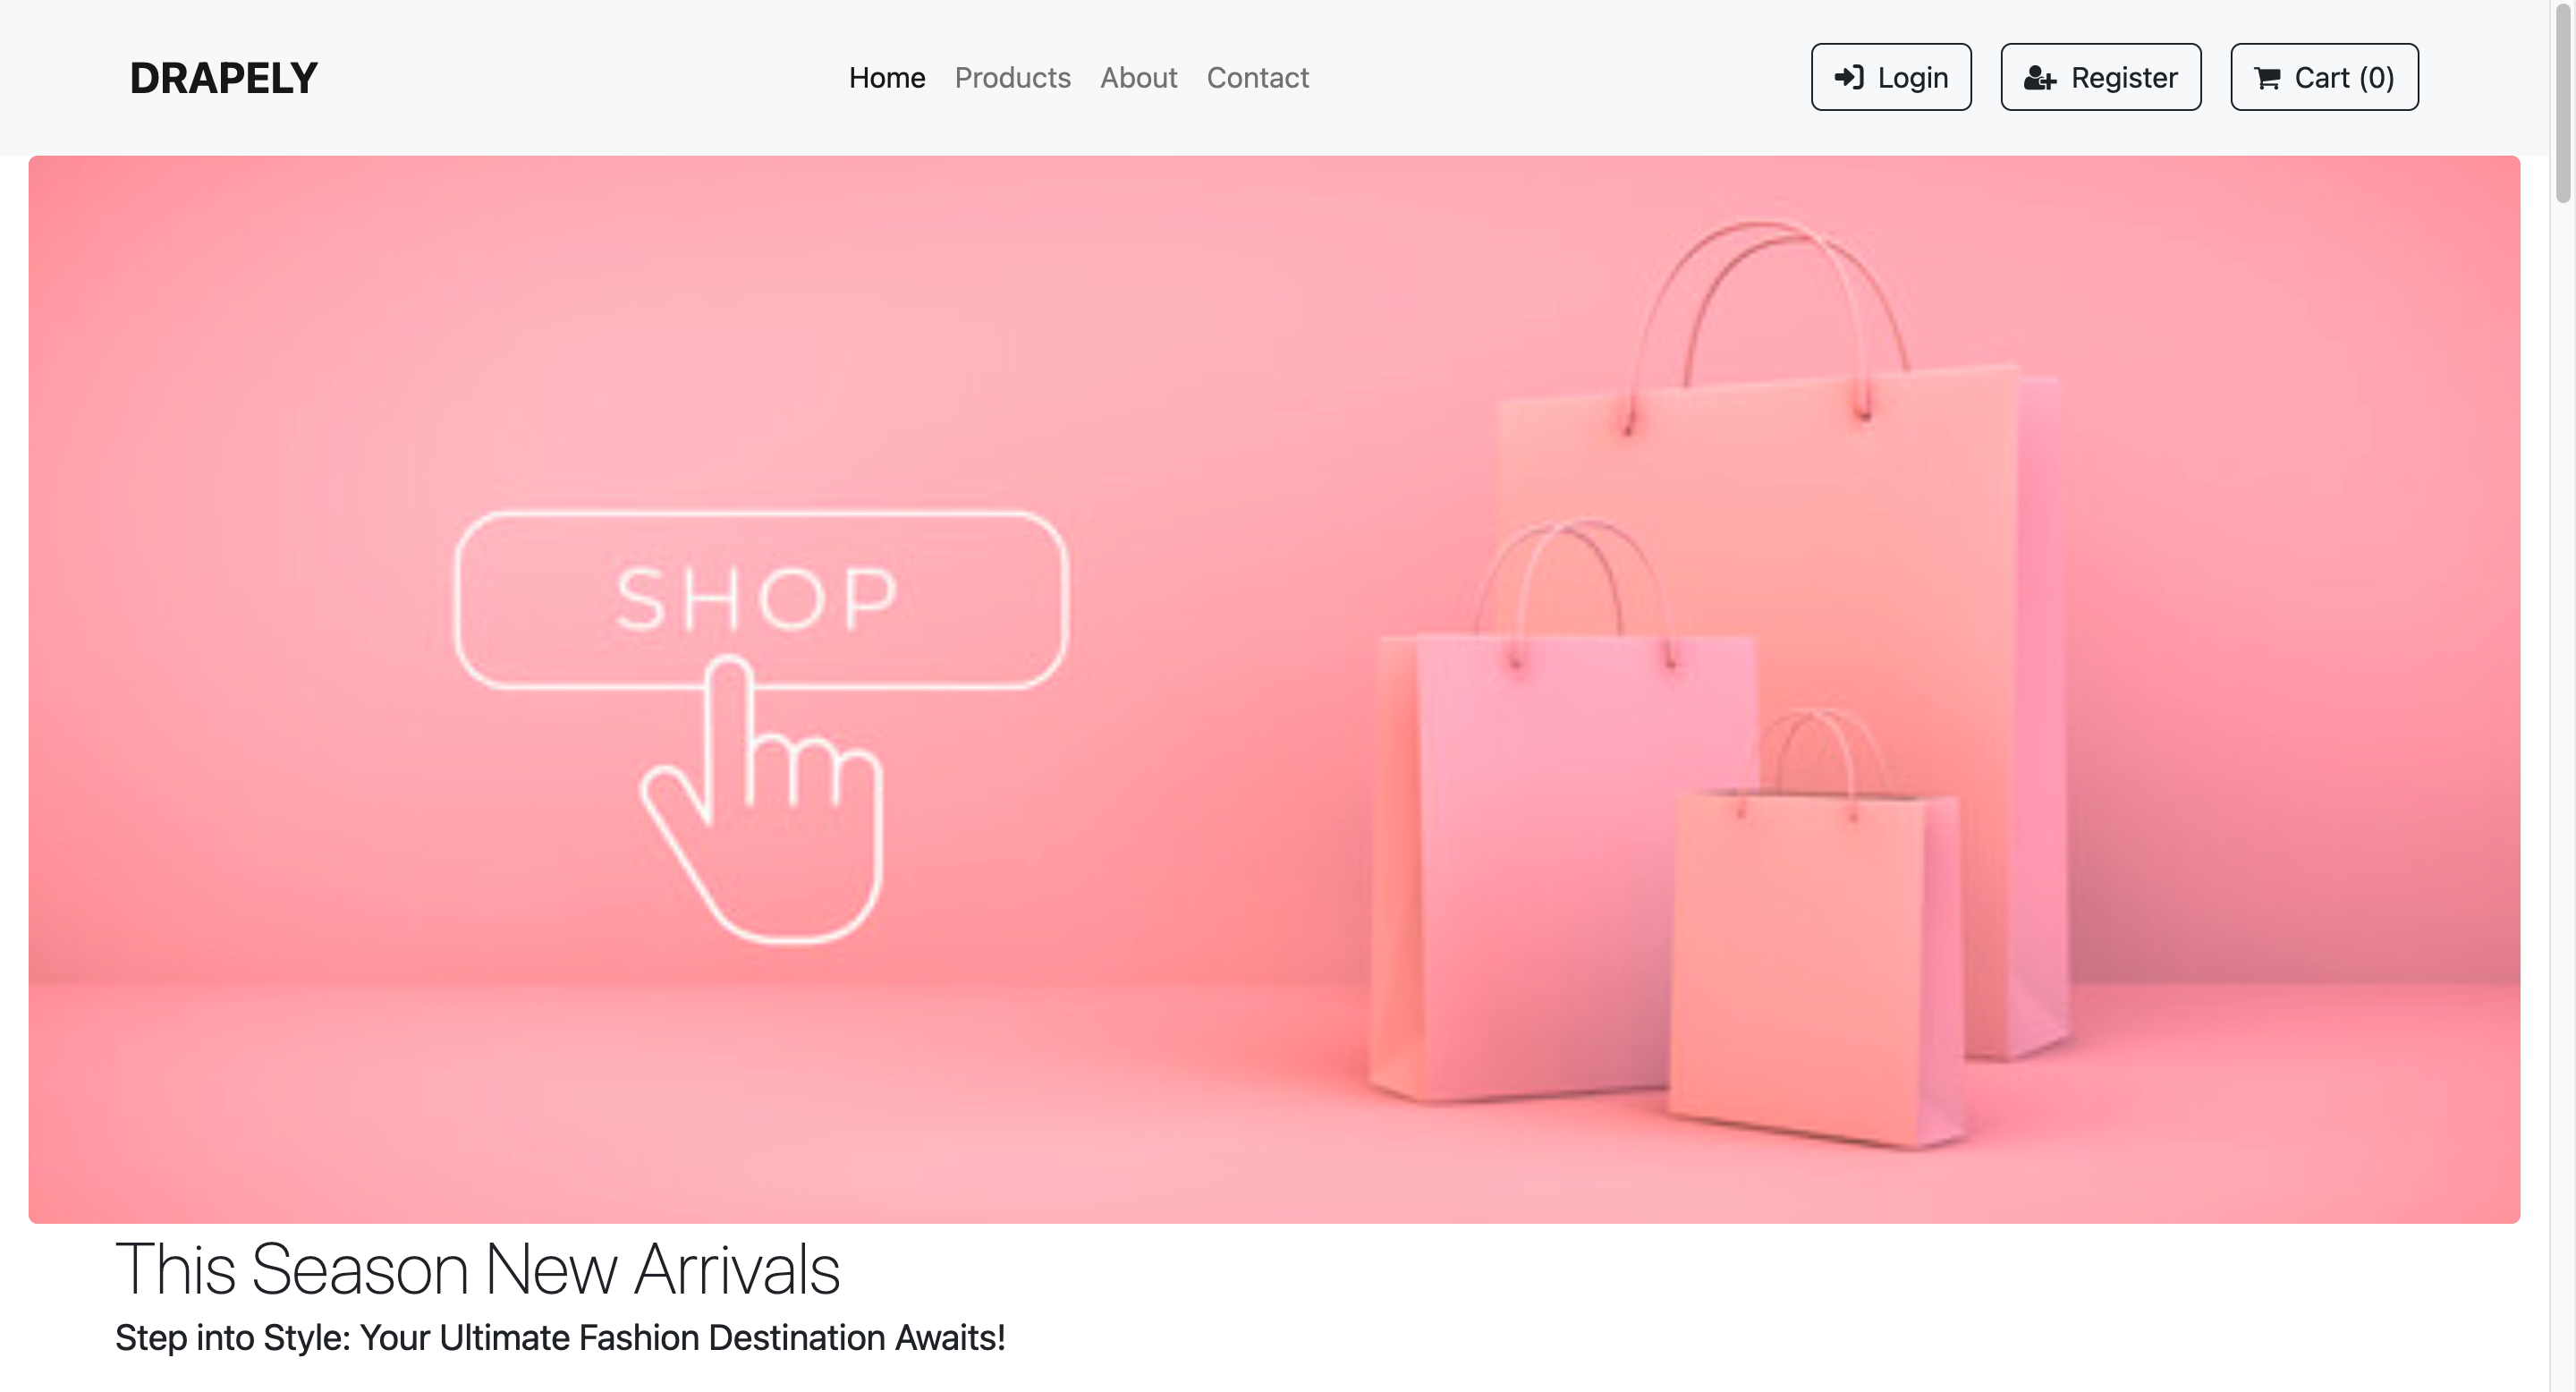 DRAPELY
Home Products About Contact
Login Register Cart (0)
SHOP
This Season New Arrivals
Step into Style: Your Ultimate Fashion Destination Awaits!